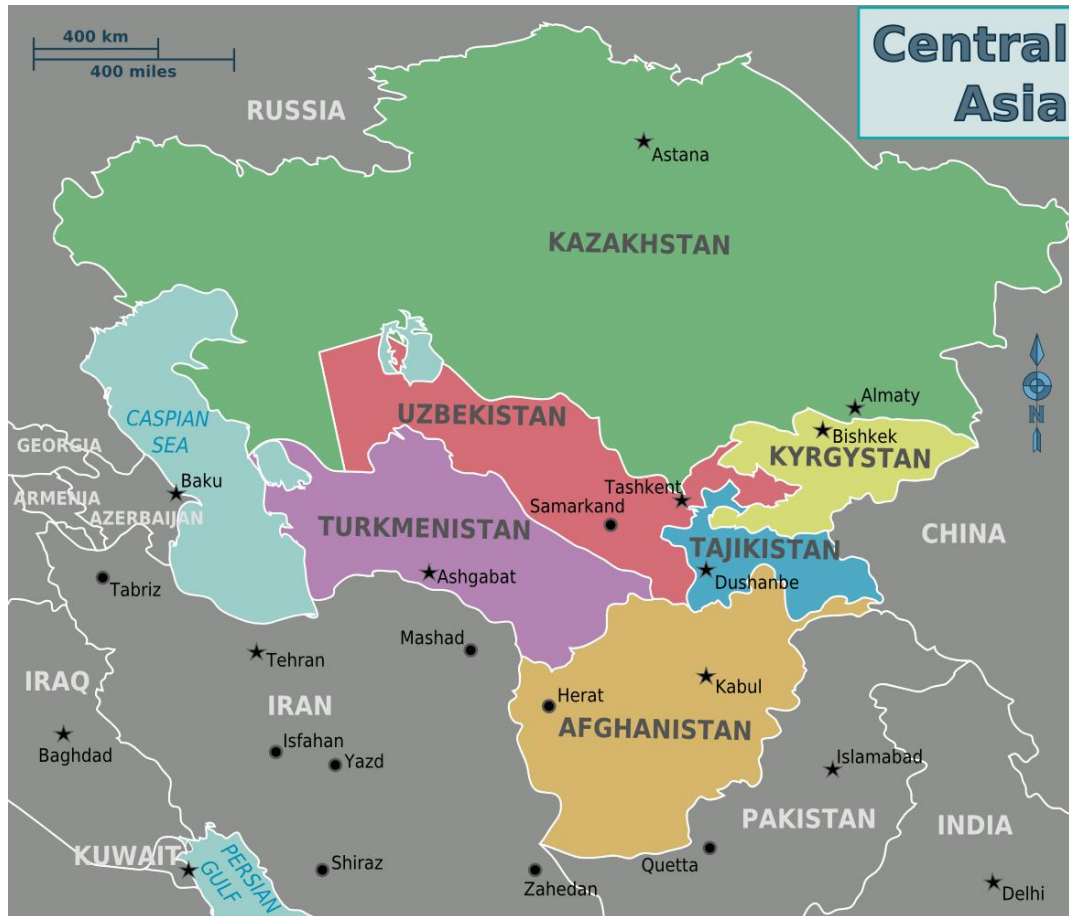 400 km
400 miles
Central
Asia
RUSSIA
Astana
KAZAKHSTAN
CASPIAN
SEA
UZBEKISTAN
Almaty
Bishkek
KYRGYSTAN
N
GEORGIA
ARMENIA
Baku
AZERBAIJAN
Tashkent
Samarkand
TURKMENISTAN
TAJIKISTAN
CHINA
Ashgabat
Dushanbe
Tabriz
Mashad
Tehran
IRAQ
IRAN
Herat
Kabul
AFGHANISTAN
Baghdad
Isfahan
Yazd
Islamabad
PAKISTAN
INDIA
KUWAIT
PERSIAN
GULF
Shiraz
Zahedan
Quetta
Delhi